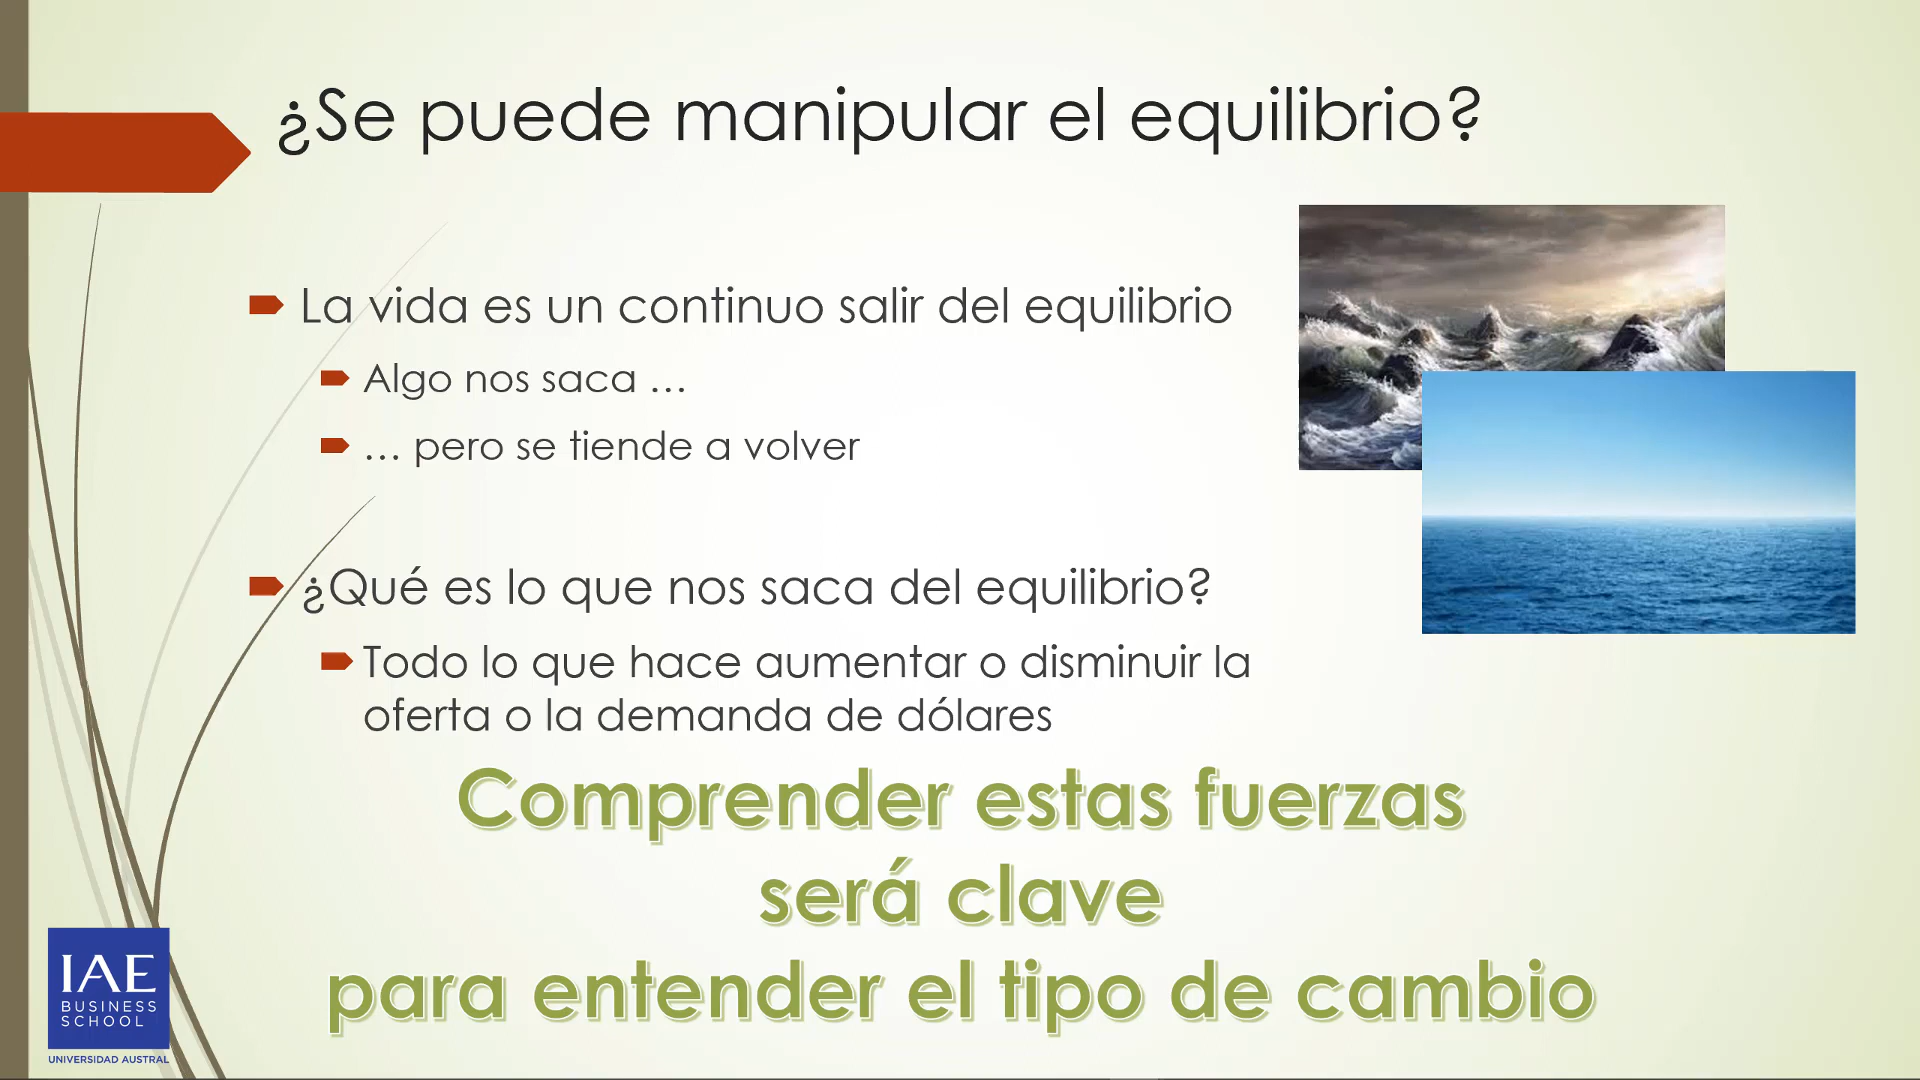 ¿Se puede manipular el equilibrio?
La vida es un continuo salir del equilibrio
Algo nos saca …
… pero se tiende a volver
¿Qué es lo que nos saca del equilibrio?
Todo lo que hace aumentar o disminuir la
oferta o la demanda de dólares
Comprender estas fuerzas
será clave
para entender el tipo de cambio
IAE
BUSINESS
SCHOOL
UNIVERSIDAD AUSTRAL